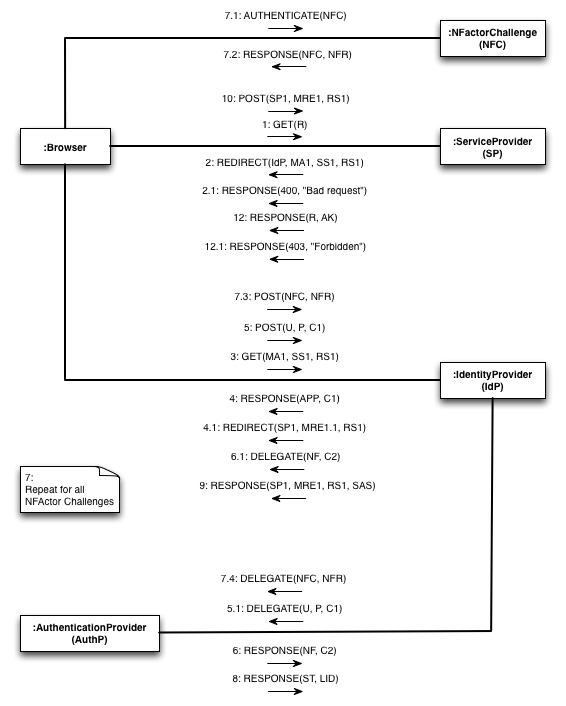 7.1: AUTHENTICATE(NFC)
:NFactorChallenge
(NFC)
7.2: RESPONSE(NFC, NFR)
10: POST(SP1, MRE1, RS1)
1: GET(R)
:Browser
:ServiceProvider
(SP)
2: REDIRECT(IdP, MA1, SS1, RS1)
2.1: RESPONSE(400, "Bad request")
12: RESPONSE(R, AK)
12.1: RESPONSE(403, "Forbidden")
7.3: POST(NFC, NFR)
5: POST(U, P, C1)
3: GET(MA1, SS1, RS1)
:IdentityProvider
(IdP)
4: RESPONSE(APP, C1)
4.1: REDIRECT(SP1, MRE1.1, RS1)
6.1: DELEGATE(NF, C2)
9: RESPONSE(SP1, MRE1, RS1, SAS)
7:
Repeat for all
NFActor Challenges
7.4: DELEGATE(NFC, NFR)
5.1: DELEGATE(U, P, C1)
:AuthenticationProvider
(AuthP)
6: RESPONSE(NF, C2)
8: RESPONSE(ST, LID)